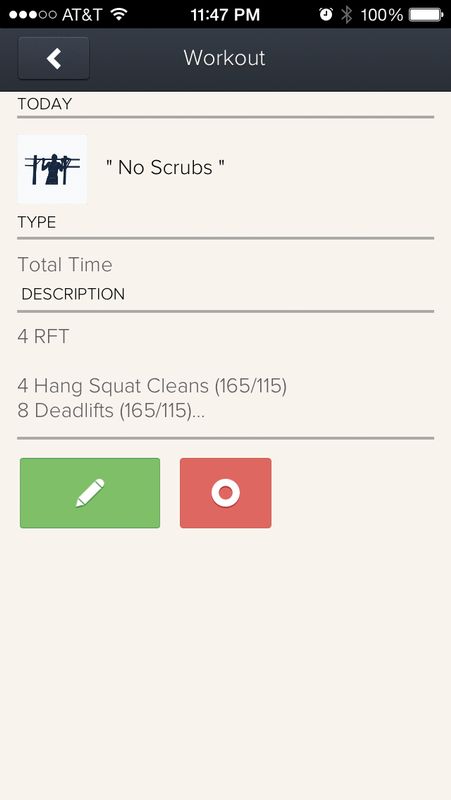 AT&T 11:47 PM 100%
Workout
TODAY
" No Scrubs "
TYPE
Total Time
DESCRIPTION
4 RFT
4 Hang Squat Cleans (165/115)
8 Deadlifts (165/115)...